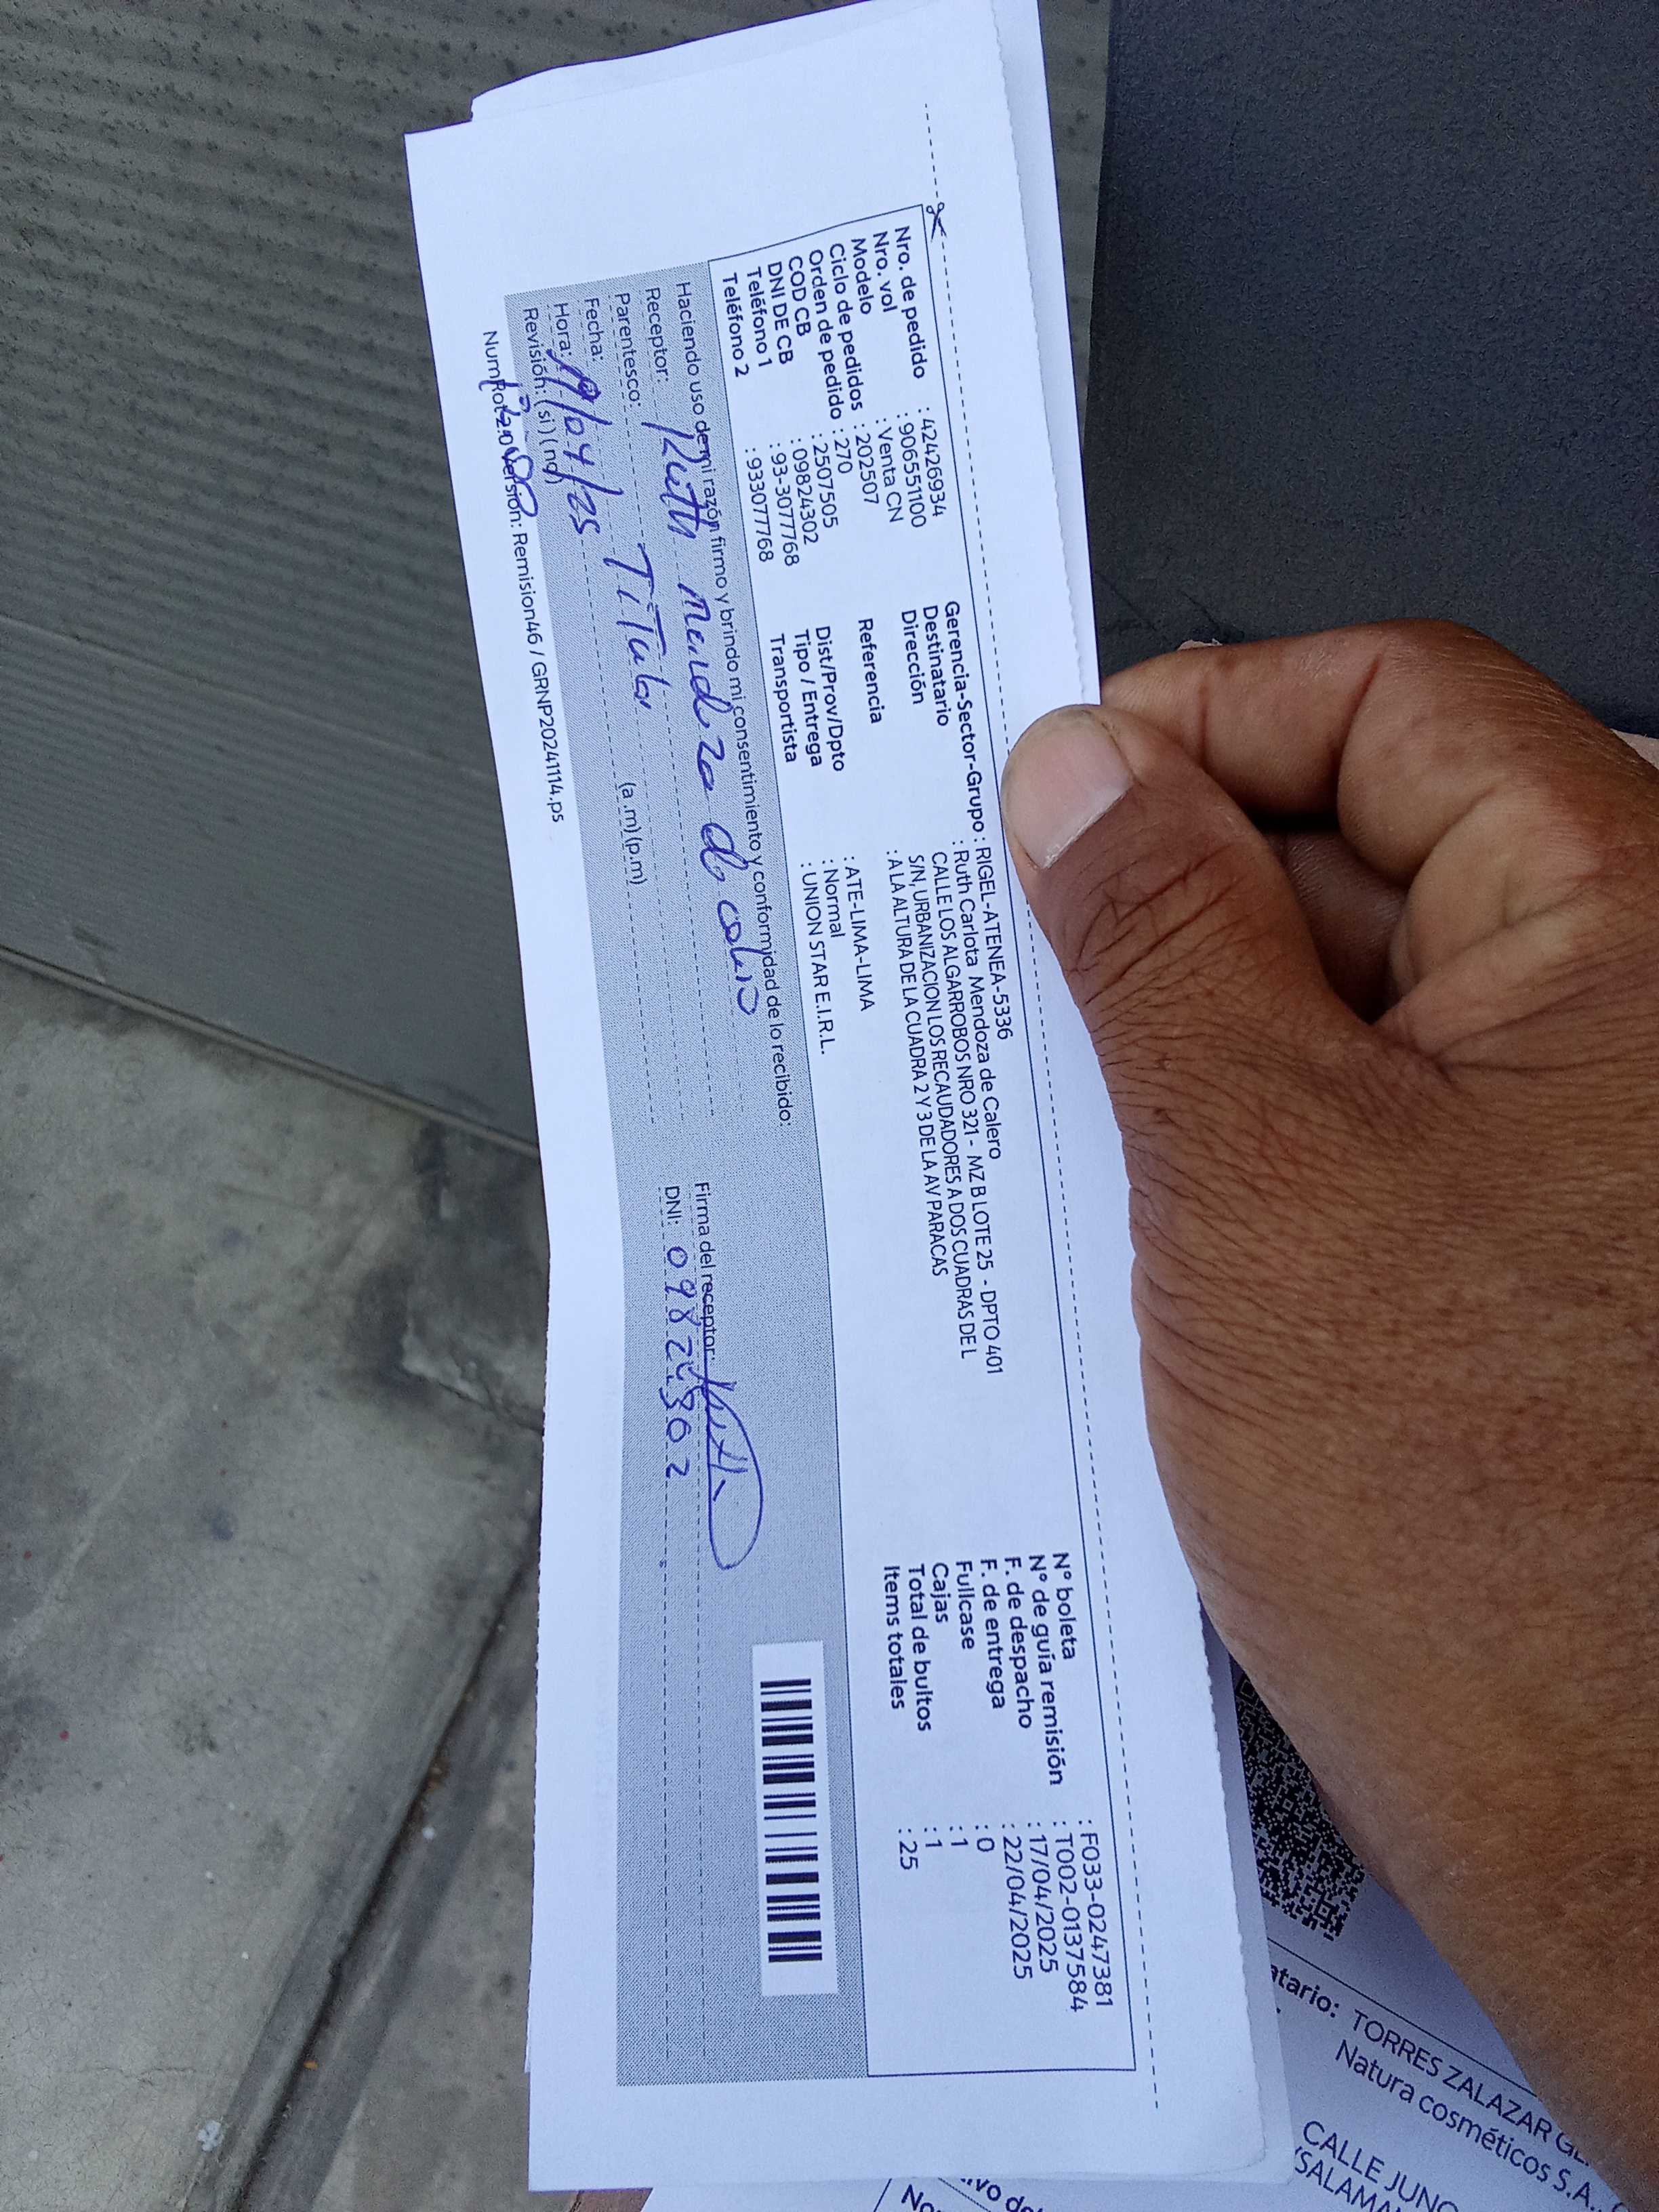 Nro. de pedido : 42426934
Nro. vol : 906551100
Modelo : Venta CN
Ciclo de pedidos : 202507
Orden de pedido : 270
COD CB : 2507505
DNI DE CB : 09824302
Teléfono 1 : 93-3077768
Teléfono 2 : 933077768
Gerencia-Sector-Grupo : RIGEL-ATENEA-5336
Destinatario : Ruth Carlota Mendoza de Calero
Dirección CALLE LOS ALGARROBOS NRO 321 - MZ B LOTE 25 - DPTO 401
S/N, URBANIZACION LOS RECAUDADORES A DOS CUADRAS DE L
Referencia : A LA ALTURA DE LA CUADRA 2 Y 3 DE LA AV PARACAS
Dist/Prov/Dpto : ATE-LIMA-LIMA
Tipo / Entrega : Normal
Transportista : UNION STAR E.I.R.L.
N° boleta : F033-0247381
N° de guía remisión : T002-0137584
F. de despacho : 17/04/2025
F. de entrega : 22/04/2025
Fullcase : 0
Cajas : 1
Total de bultos : 1
Items totales : 25
Haciendo uso de mi razón firmo y brindo mi consentimiento y conformidad de lo recibido:
Receptor: Ruth Mendoza de
Parentesco: Titular
Fecha: 19/04/25
Hora: (a.m) (p.m)
Revisión: ( si ) ( no )
Firma del receptor:
DNI: 09824302
Version: Remision46 / GRNP20241114.ps
atario: TORRES ZALAZAR
Natura cosméticos S.A.
CALLE